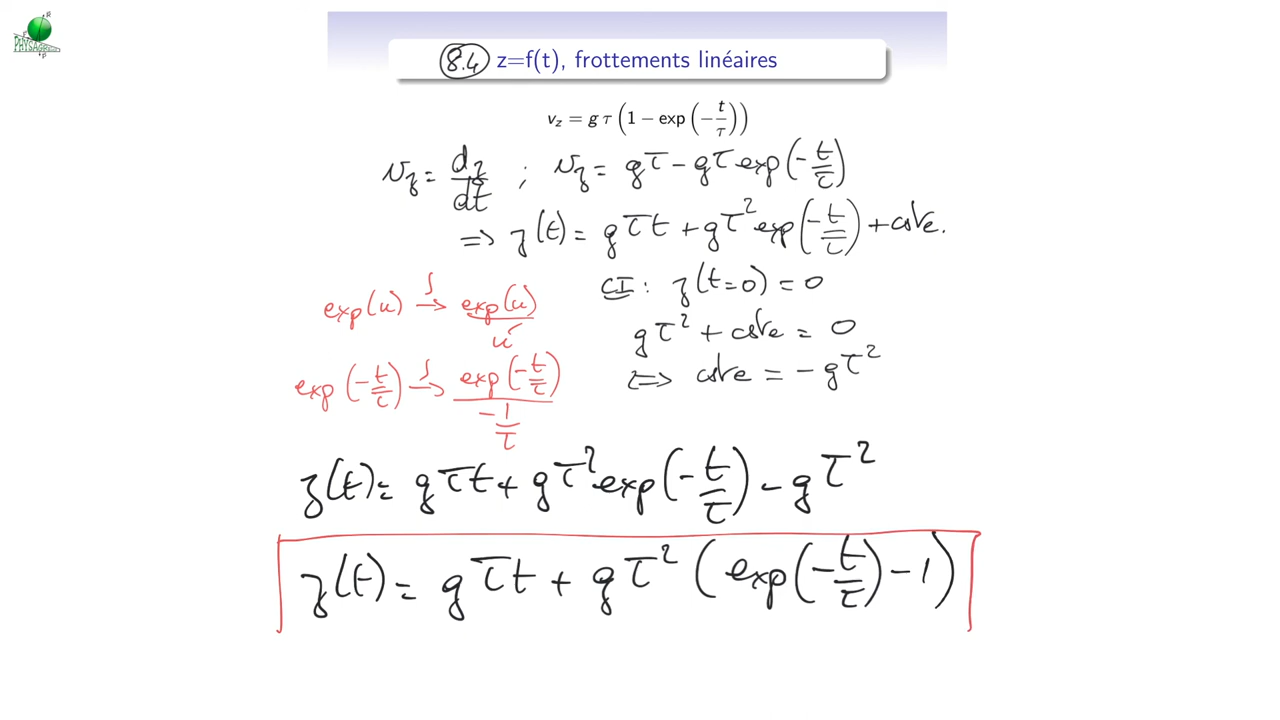 8.4 z=f(t), frottements linéaires
v_z = g τ (1 − exp (−t/τ))
v_z = dz/dt ; v_z = gτ − gτ exp(−t/τ)
⇒ z(t) = gτt + gτ² exp(−t/τ) + cste.
CI : z(t=0) = 0
gτ² + cste = 0
⇔ cste = −gτ²
exp(u) ∫→ exp(u)/u'
exp(−t/τ) ∫→ exp(−t/τ)/(−1/τ)
z(t) = gτt + gτ² exp(−t/τ) − gτ²
z(t) = gτt + gτ² (exp(−t/τ) − 1)